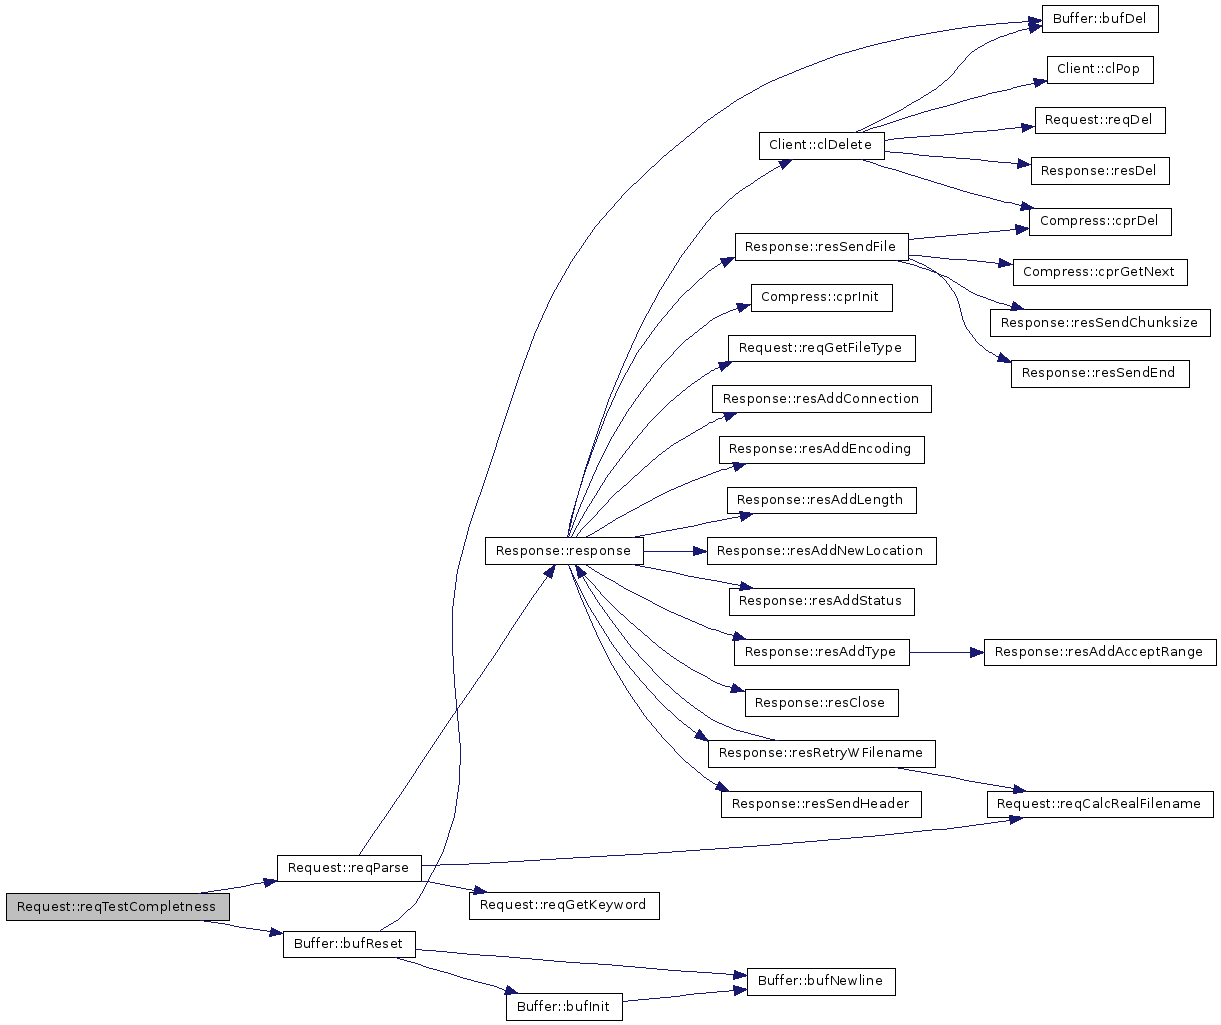 Buffer::bufDel
Client::clPop
Request::reqDel
Client::clDelete
Response::resDel
Compress::cprDel
Response::resSendFile
Compress::cprGetNext
Compress::cprInit
Response::resSendChunksize
Request::reqGetFileType
Response::resSendEnd
Response::resAddConnection
Response::resAddEncoding
Response::resAddLength
Response::response
Response::resAddNewLocation
Response::resAddStatus
Response::resAddType
Response::resAddAcceptRange
Response::resClose
Response::resRetryWFilename
Response::resSendHeader
Request::reqCalcRealFilename
Request::reqParse
Request::reqTestCompletness
Request::reqGetKeyword
Buffer::bufReset
Buffer::bufNewline
Buffer::bufInit